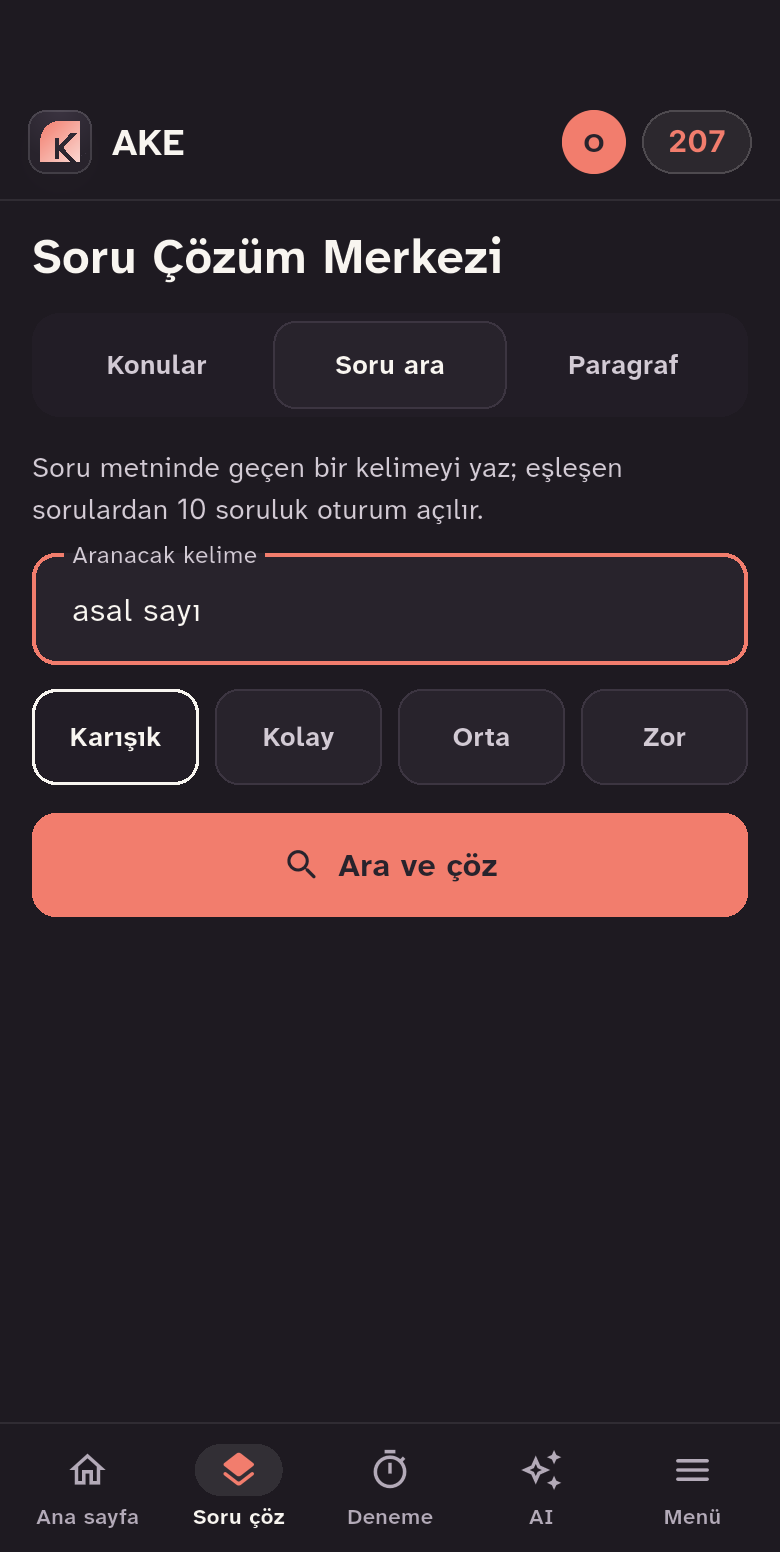 K AKE O 207
Soru Çözüm Merkezi
Konular Soru ara Paragraf
Soru metninde geçen bir kelimeyi yaz; eşleşen
sorulardan 10 soruluk oturum açılır.
Aranacak kelime
asal sayı
Karışık Kolay Orta Zor
Ara ve çöz
Ana sayfa Soru çöz Deneme AI Menü